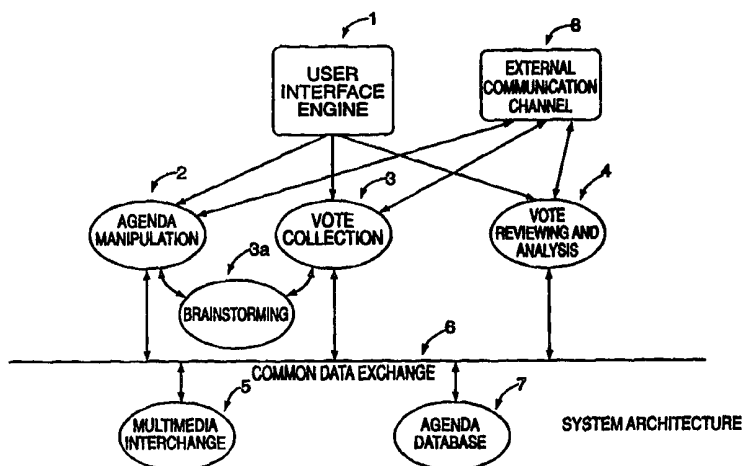 1
8
USER
INTERFACE
ENGINE
EXTERNAL
COMMUNICATION
CHANNEL
2
3
4
AGENDA
MANIPULATION
VOTE
COLLECTION
VOTE
REVIEWING AND
ANALYSIS
3a
BRAINSTORMING
6
COMMON DATA EXCHANGE
5
7
MULTIMEDIA
INTERCHANGE
AGENDA
DATABASE
SYSTEM ARCHITECTURE